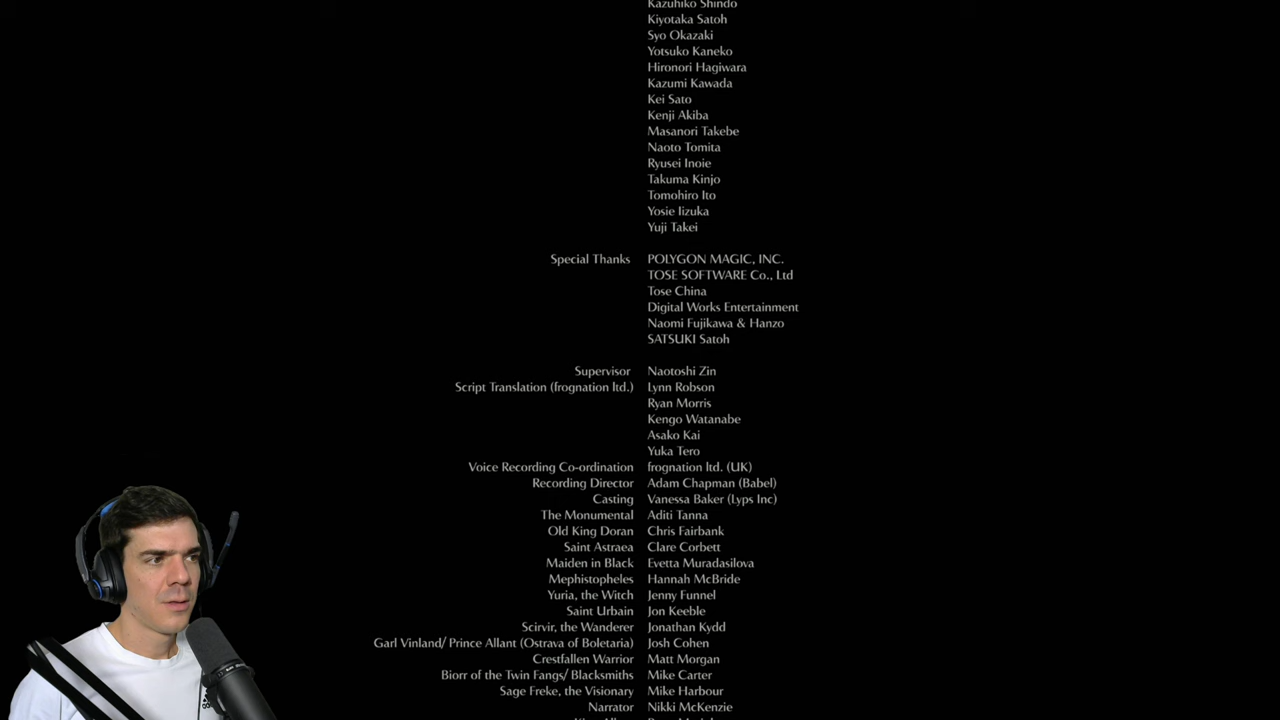 Kazuhiko Shindo
Kiyotaka Satoh
Syo Okazaki
Yotsuko Kaneko
Hironori Hagiwara
Kazumi Kawada
Kei Sato
Kenji Akiba
Masanori Takebe
Naoto Tomita
Ryusei Inoie
Takuma Kinjo
Tomohiro Ito
Yosie Iizuka
Yuji Takei
Special Thanks POLYGON MAGIC, INC.
TOSE SOFTWARE Co., Ltd
Tose China
Digital Works Entertainment
Naomi Fujikawa & Hanzo
SATSUKI Satoh
Supervisor Naotoshi Zin
Script Translation (frognation ltd.) Lynn Robson
Ryan Morris
Kengo Watanabe
Asako Kai
Yuka Tero
Voice Recording Co-ordination frognation ltd. (UK)
Recording Director Adam Chapman (Babel)
Casting Vanessa Baker (Lyps Inc)
The Monumental Aditi Tanna
Old King Doran Chris Fairbank
Saint Astraea Clare Corbett
Maiden in Black Evetta Muradasilova
Mephistopheles Hannah McBride
Yuria, the Witch Jenny Funnel
Saint Urbain Jon Keeble
Scirvir, the Wanderer Jonathan Kydd
Garl Vinland/ Prince Allant (Ostrava of Boletaria) Josh Cohen
Crestfallen Warrior Matt Morgan
Biorr of the Twin Fangs/ Blacksmiths Mike Carter
Sage Freke, the Visionary Mike Harbour
Narrator Nikki McKenzie